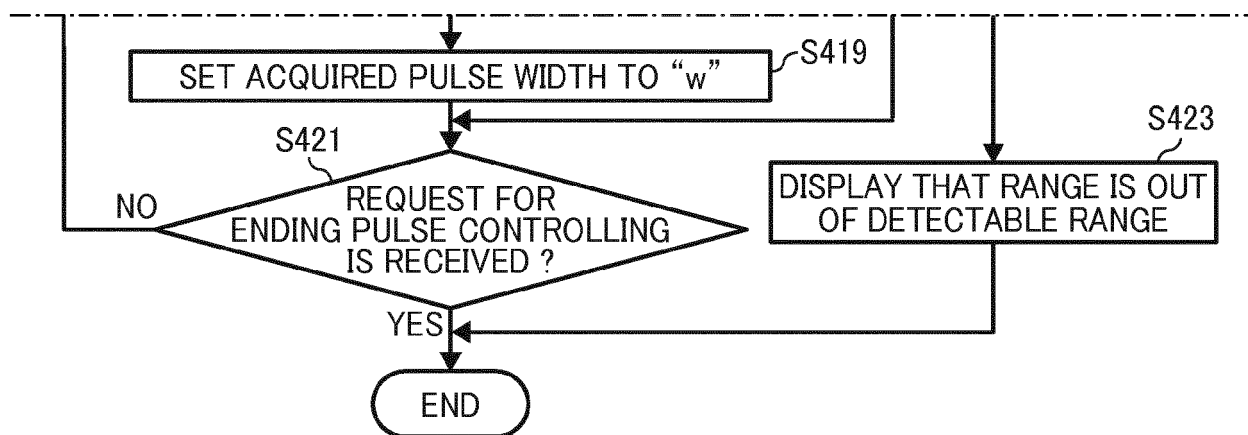 S419
SET ACQUIRED PULSE WIDTH TO “w”
S421
S423
NO
REQUEST FOR
ENDING PULSE CONTROLLING
IS RECEIVED ?
DISPLAY THAT RANGE IS OUT
OF DETECTABLE RANGE
YES
END